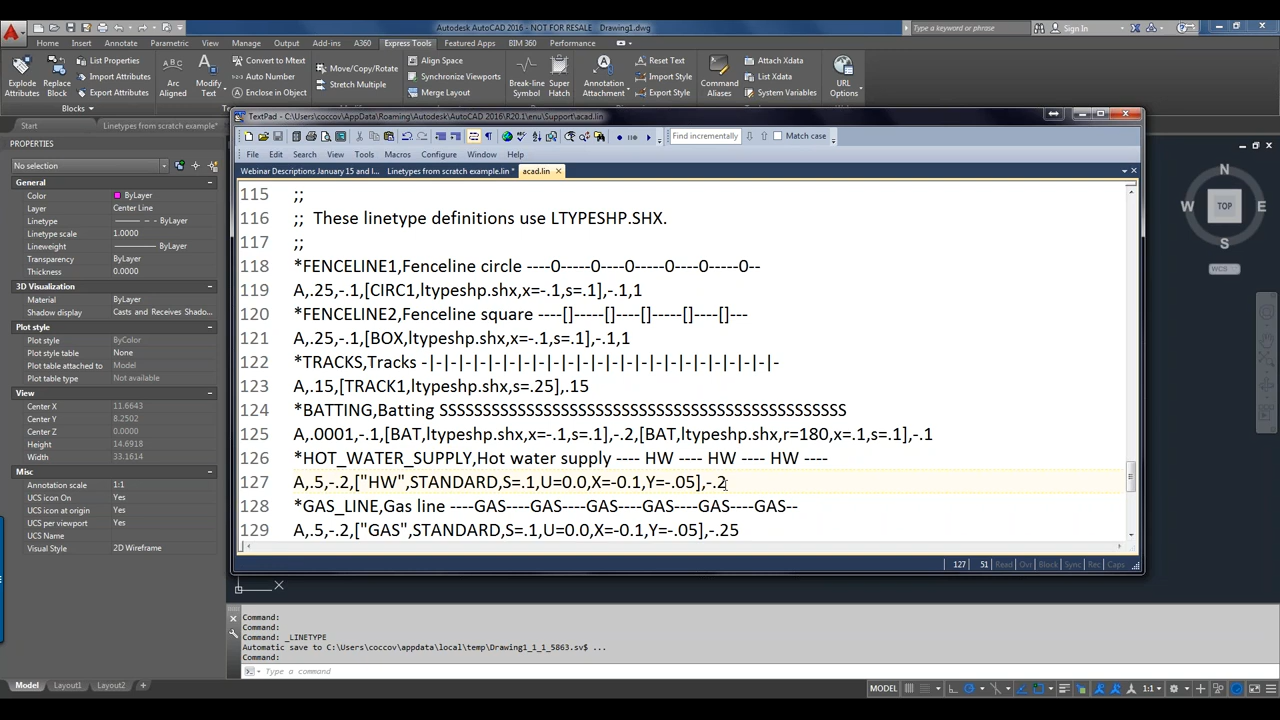 Autodesk AutoCAD 2016 - NOT FOR RESALE   Drawing1.dwg
Type a keyword or phrase
Sign In
Home Insert Annotate Parametric View Manage Output Add-ins A360 Express Tools Featured Apps BIM 360 Performance
Explode Attributes
Replace Block
List Properties
Import Attributes
Export Attributes
Blocks
Arc Aligned
Modify Text
Convert to Mtext
Auto Number
Enclose in Object
Move/Copy/Rotate
Stretch Multiple
Align Space
Synchronize Viewports
Merge Layout
Break-line Symbol
Super Hatch
Annotation Attachment
Reset Text
Import Style
Export Style
Command Aliases
Attach Xdata
List Xdata
System Variables
URL Options
Start
Linetypes from scratch example*
PROPERTIES
No selection
General
Color ByLayer
Layer Center Line
Linetype ByLayer
Linetype scale 1.0000
Lineweight ByLayer
Transparency ByLayer
Thickness 0.0000
3D Visualization
Material ByLayer
Shadow display Casts and Receives Shado...
Plot style
Plot style ByColor
Plot style table None
Plot table attached to Model
Plot table type Not available
View
Center X 11.6643
Center Y 8.2502
Center Z 0.0000
Height 14.6918
Width 33.1614
Misc
Annotation scale 1:1
UCS icon On Yes
UCS icon at origin Yes
UCS per viewport Yes
UCS Name
Visual Style 2D Wireframe
TextPad - C:\Users\coccov\AppData\Roaming\Autodesk\AutoCAD 2016\R20.1\enu\Support\acad.lin
Find incrementally
Match case
File Edit Search View Tools Macros Configure Window Help
Webinar Descriptions January 15 and I...
Linetypes from scratch example.lin *
acad.lin
115 ;;
116 ;;  These linetype definitions use LTYPESHP.SHX.
117 ;;
118 *FENCELINE1,Fenceline circle ----0-----0----0-----0----0-----0--
119 A,.25,-.1,[CIRC1,ltypeshp.shx,x=-.1,s=.1],-.1,1
120 *FENCELINE2,Fenceline square ----[]-----[]----[]-----[]----[]---
121 A,.25,-.1,[BOX,ltypeshp.shx,x=-.1,s=.1],-.1,1
122 *TRACKS,Tracks -|-|-|-|-|-|-|-|-|-|-|-|-|-|-|-|-|-|-|-|-|-|-|-
123 A,.15,[TRACK1,ltypeshp.shx,s=.25],.15
124 *BATTING,Batting SSSSSSSSSSSSSSSSSSSSSSSSSSSSSSSSSSSSSSSSSSSSSS
125 A,.0001,-.1,[BAT,ltypeshp.shx,x=-.1,s=.1],-.2,[BAT,ltypeshp.shx,r=180,x=.1,s=.1],-.1
126 *HOT_WATER_SUPPLY,Hot water supply ---- HW ---- HW ---- HW ----
127 A,.5,-.2,["HW",STANDARD,S=.1,U=0.0,X=-0.1,Y=-.05],-.2
128 *GAS_LINE,Gas line ----GAS----GAS----GAS----GAS----GAS----GAS--
129 A,.5,-.2,["GAS",STANDARD,S=.1,U=0.0,X=-0.1,Y=-.05],-.25
127 51 Read Ovr Block Sync Rec Caps
N
W TOP E
S
WCS
X
Command:
Command:
Command: _LINETYPE
Automatic save to C:\Users\coccov\appdata\local\temp\Drawing1_1_1_5863.sv$ ...
Command:
Type a command
Model Layout1 Layout2 +
MODEL
1:1